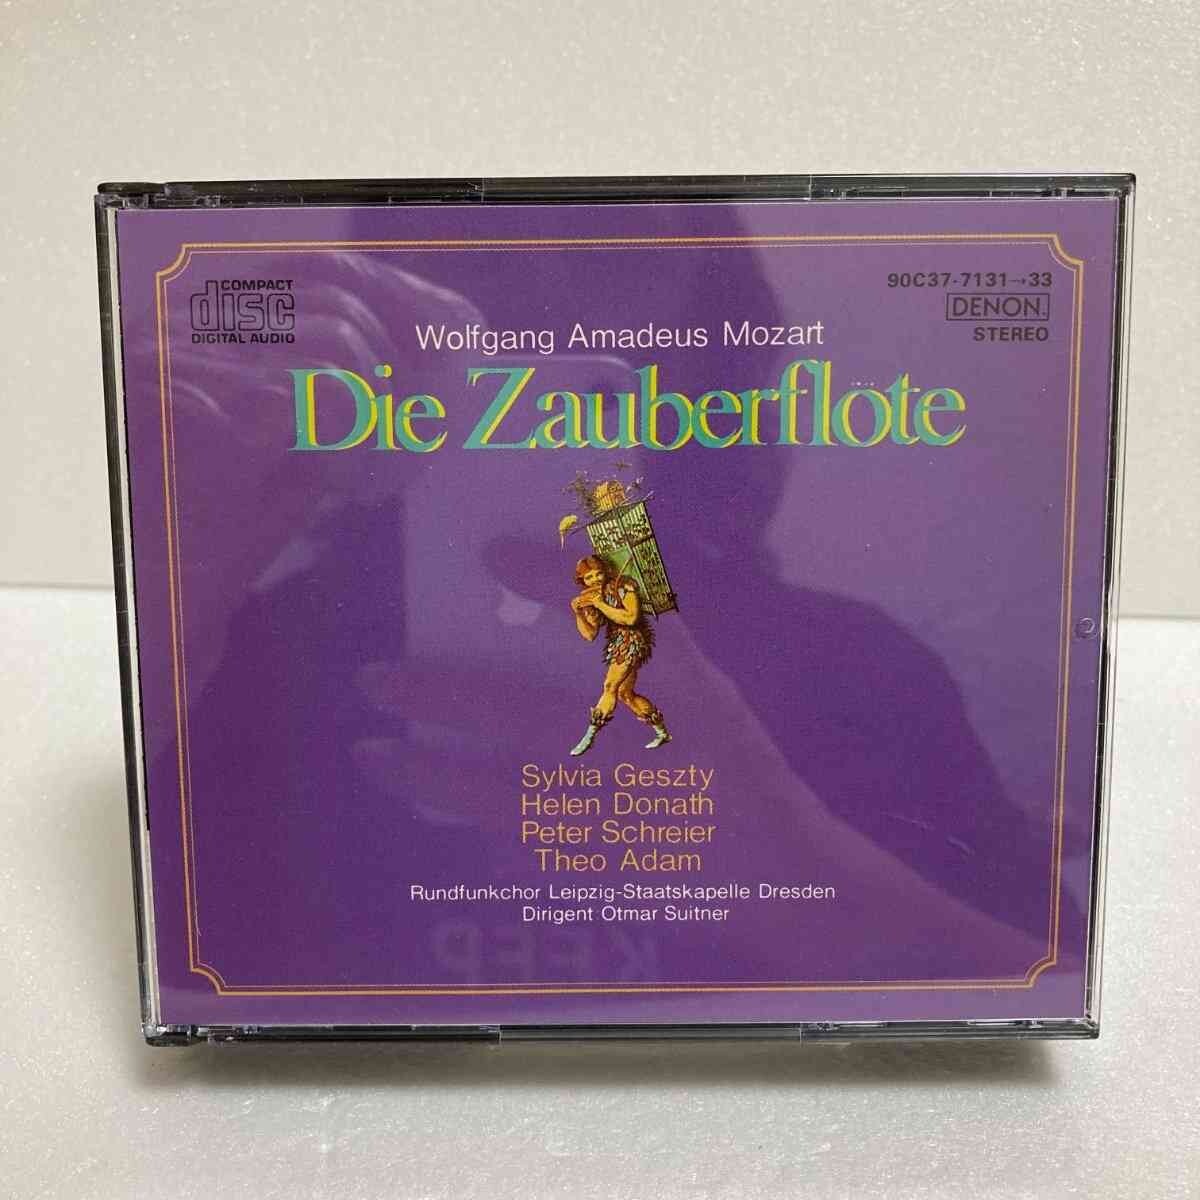 COMPACT
disc
DIGITAL AUDIO
90C37-7131→33
DENON.
STEREO
Wolfgang Amadeus Mozart
Die Zauberflöte
Sylvia Geszty
Helen Donath
Peter Schreier
Theo Adam
Rundfunkchor Leipzig-Staatskapelle Dresden
Dirigent Otmar Suitner
KEEP